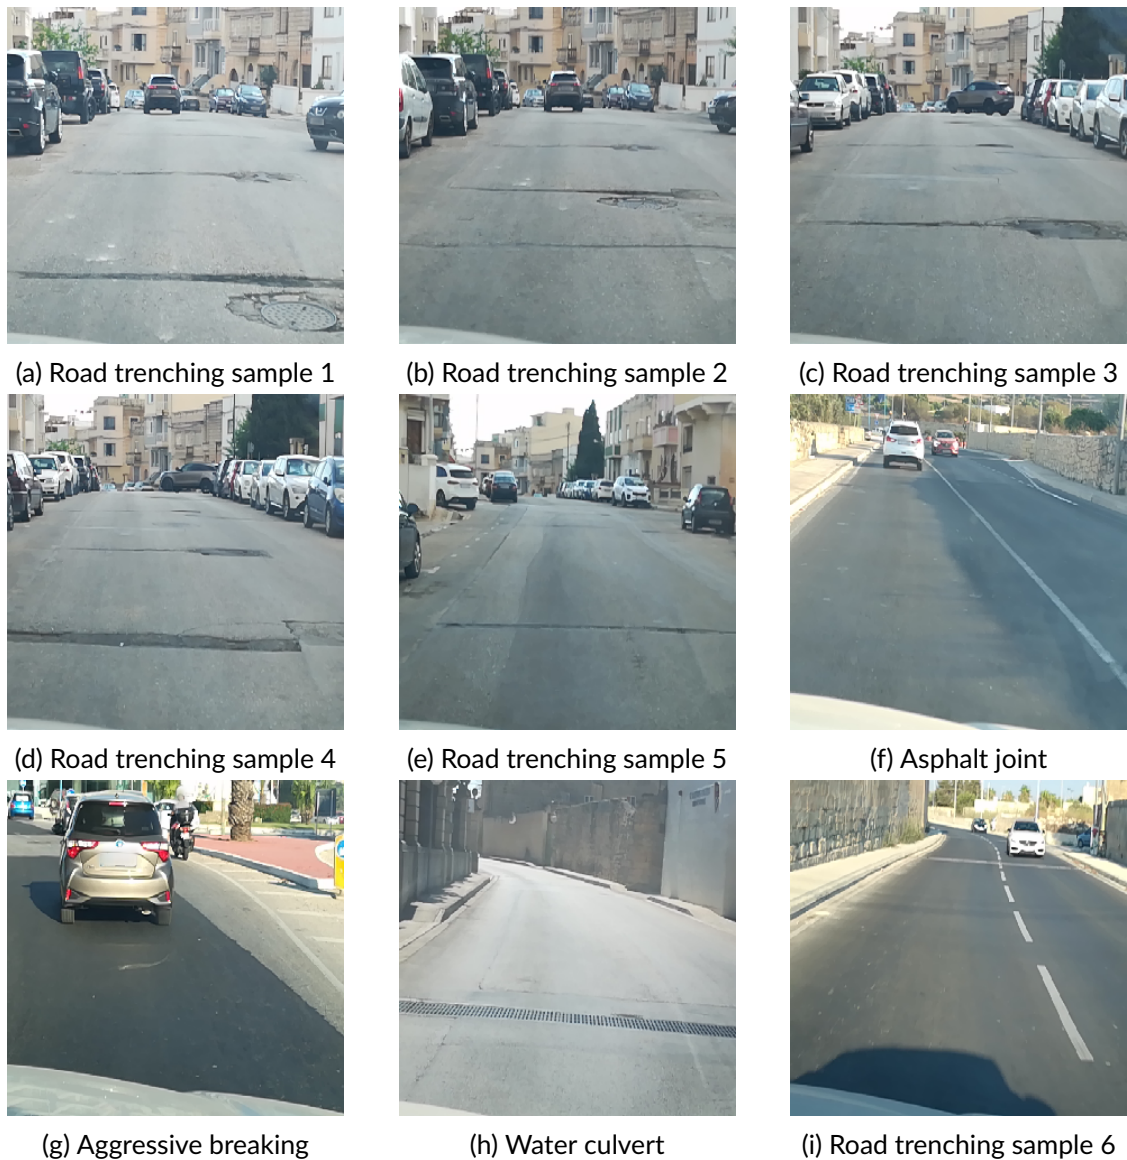 (a) Road trenching sample 1
(b) Road trenching sample 2
(c) Road trenching sample 3
(d) Road trenching sample 4
(e) Road trenching sample 5
(f) Asphalt joint
(g) Aggressive breaking
(h) Water culvert
(i) Road trenching sample 6